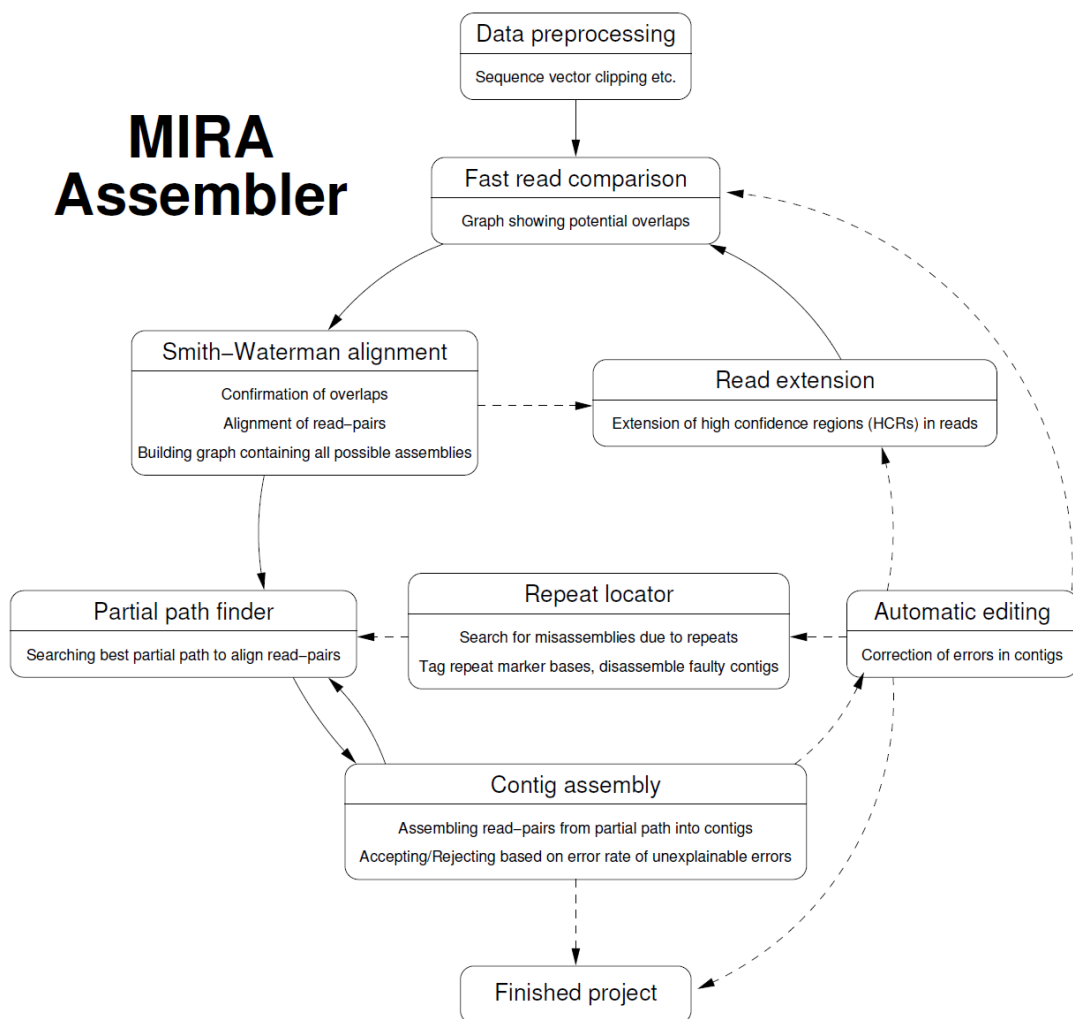 Data preprocessing
Sequence vector clipping etc.
MIRA
Assembler
Fast read comparison
Graph showing potential overlaps
Smith−Waterman alignment
Confirmation of overlaps
Alignment of read−pairs
Building graph containing all possible assemblies
Read extension
Extension of high confidence regions (HCRs) in reads
Partial path finder
Searching best partial path to align read−pairs
Repeat locator
Search for misassemblies due to repeats
Tag repeat marker bases, disassemble faulty contigs
Automatic editing
Correction of errors in contigs
Contig assembly
Assembling read−pairs from partial path into contigs
Accepting/Rejecting based on error rate of unexplainable errors
Finished project